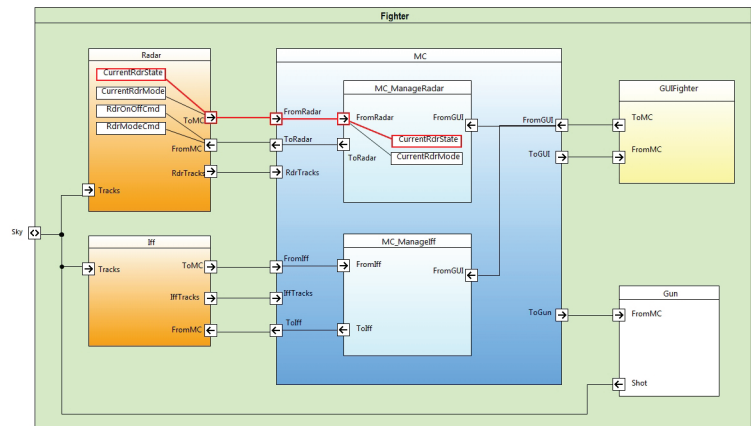 Fighter
Radar
CurrentRdrState
CurrentRdrMode
RdrOnOffCmd
RdrModeCmd
ToMC
FromMC
RdrTracks
Tracks
MC
FromRadar
ToRadar
RdrTracks
MC_ManageRadar
FromRadar
FromGUI
CurrentRdrState
CurrentRdrMode
ToRadar
FromGUI
ToGUI
GUIFighter
ToMC
FromMC
Sky
Iff
Tracks
ToMC
IffTracks
FromMC
FromIff
IffTracks
ToIff
MC_ManageIff
FromIff
FromGUI
ToIff
ToGun
Gun
FromMC
Shot